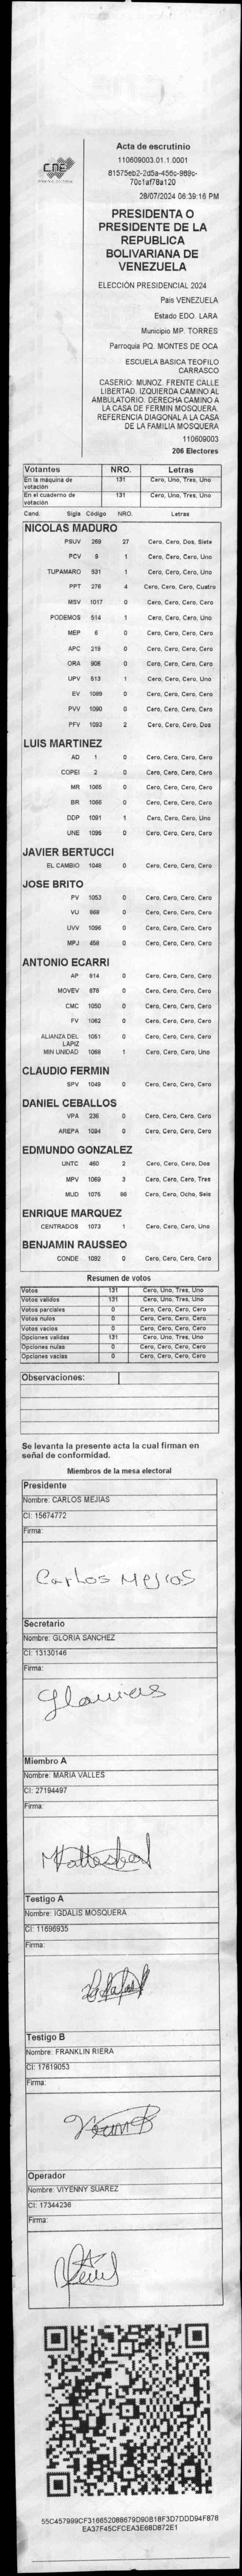 CNE
Acta de escrutinio
110609003.01.1.0001
28/07/2024 06:39:16 PM
PRESIDENTA O
PRESIDENTE DE LA
REPUBLICA
BOLIVARIANA DE
VENEZUELA
ELECCIÓN PRESIDENCIAL 2024
País VENEZUELA
Estado EDO. LARA
Municipio MP. TORRES
Parroquia PQ. MONTES DE OCA
ESCUELA BASICA TEOFILO
CARRASCO
CASERIO: MUNOZ. FRENTE CALLE
LIBERTAD. IZQUIERDA CAMINO AL
AMBULATORIO. DERECHA CAMINO A
LA CASA DE FERMIN MOSQUERA.
REFERENCIA DIAGONAL A LA CASA
DE LA FAMILIA MOSQUERA
110609003
206 Electores
Votantes NRO. Letras
En la máquina de votación 131 Cero, Uno, Tres, Uno
En el cuaderno de votación 131 Cero, Uno, Tres, Uno
Cand. Sigla Código NRO. Letras
NICOLAS MADURO
PSUV 269 27 Cero, Cero, Dos, Siete
PCV 9 1 Cero, Cero, Cero, Uno
TUPAMARO 531 1 Cero, Cero, Cero, Uno
PPT 276 4 Cero, Cero, Cero, Cuatro
MSV 1017 0 Cero, Cero, Cero, Cero
PODEMOS 514 1 Cero, Cero, Cero, Uno
MEP 6 0 Cero, Cero, Cero, Cero
APC 219 0 Cero, Cero, Cero, Cero
ORA 906 0 Cero, Cero, Cero, Cero
UPV 513 1 Cero, Cero, Cero, Uno
EV 1089 0 Cero, Cero, Cero, Cero
PVV 1090 0 Cero, Cero, Cero, Cero
PFV 1093 2 Cero, Cero, Cero, Dos
LUIS MARTINEZ
AD 1 0 Cero, Cero, Cero, Cero
COPEI 2 0 Cero, Cero, Cero, Cero
MR 1065 0 Cero, Cero, Cero, Cero
BR 1066 0 Cero, Cero, Cero, Cero
DDP 1091 1 Cero, Cero, Cero, Uno
UNE 1095 0 Cero, Cero, Cero, Cero
JAVIER BERTUCCI
EL CAMBIO 1048 0 Cero, Cero, Cero, Cero
JOSE BRITO
PV 1053 0 Cero, Cero, Cero, Cero
VU 868 0 Cero, Cero, Cero, Cero
UVV 1096 0 Cero, Cero, Cero, Cero
MPJ 458 0 Cero, Cero, Cero, Cero
ANTONIO ECARRI
AP 914 0 Cero, Cero, Cero, Cero
MOVEV 876 0 Cero, Cero, Cero, Cero
CMC 1050 0 Cero, Cero, Cero, Cero
FV 1062 0 Cero, Cero, Cero, Cero
ALIANZA DEL LAPIZ 1051 0 Cero, Cero, Cero, Cero
MIN UNIDAD 1068 1 Cero, Cero, Cero, Uno
CLAUDIO FERMIN
SPV 1049 0 Cero, Cero, Cero, Cero
DANIEL CEBALLOS
VPA 236 0 Cero, Cero, Cero, Cero
AREPA 1094 0 Cero, Cero, Cero, Cero
EDMUNDO GONZALEZ
UNTC 460 2 Cero, Cero, Cero, Dos
MPV 1069 3 Cero, Cero, Cero, Tres
MUD 1075 86 Cero, Cero, Ocho, Seis
ENRIQUE MARQUEZ
CENTRADOS 1073 1 Cero, Cero, Cero, Uno
BENJAMIN RAUSSEO
CONDE 1092 0 Cero, Cero, Cero, Cero
Resumen de votos
Votos 131 Cero, Uno, Tres, Uno
Votos validos 131 Cero, Uno, Tres, Uno
Votos parciales 0 Cero, Cero, Cero, Cero
Votos nulos 0 Cero, Cero, Cero, Cero
Votos vacios 0 Cero, Cero, Cero, Cero
Opciones validas 131 Cero, Uno, Tres, Uno
Opciones nulas 0 Cero, Cero, Cero, Cero
Opciones vacias 0 Cero, Cero, Cero, Cero
Observaciones:
Se levanta la presente acta la cual firman en
señal de conformidad.
Miembros de la mesa electoral
Presidente
Nombre: CARLOS MEJIAS
CI: 15674772
Firma:
Carlos Mejias
Secretario
Nombre: GLORIA SANCHEZ
CI: 13130146
Firma:
Miembro A
Nombre: MARIA VALLES
CI: 27194497
Firma:
Testigo A
Nombre: IGDALIS MOSQUERA
CI: 11696935
Firma:
Testigo B
Nombre: FRANKLIN RIERA
CI: 17619053
Firma:
Operador
Nombre: VIYENNY SUAREZ
CI: 17344236
Firma: